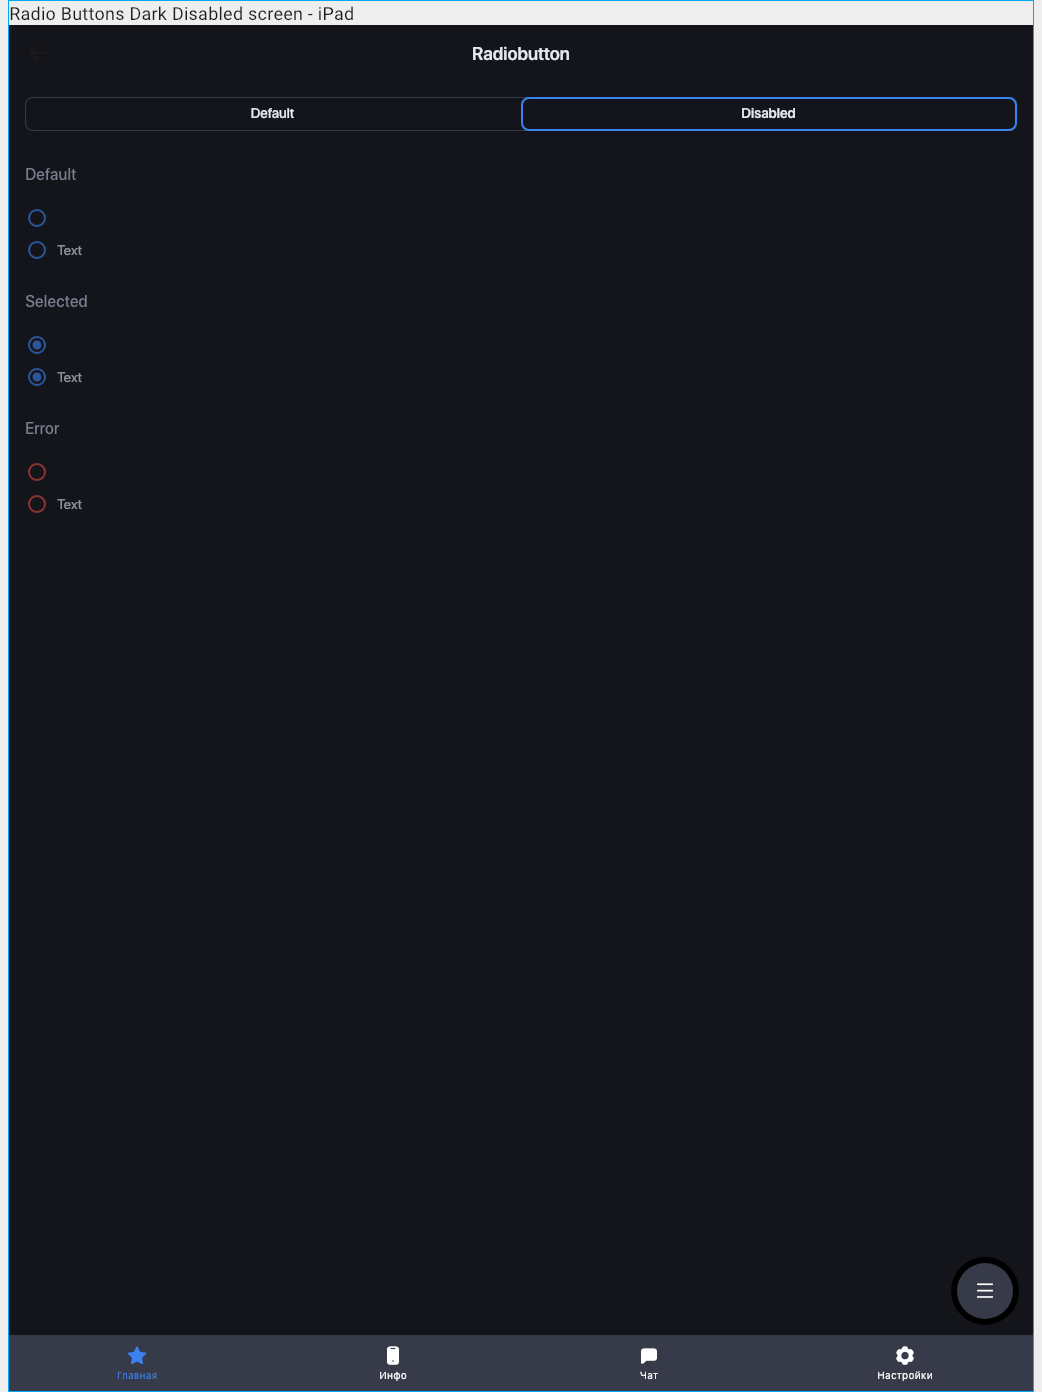 Radio Buttons Dark Disabled screen - iPad
Radiobutton
Default
Disabled
Default
Text
Selected
Text
Error
Text
Главная
Инфо
Чат
Настройки